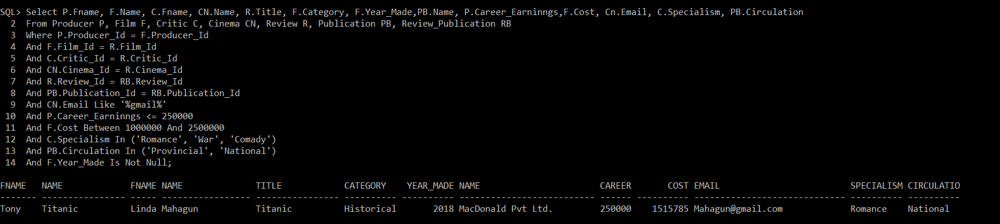 SQL> Select P.Fname, F.Name, C.Fname, CN.Name, R.Title, F.Category, F.Year_Made,PB.Name, P.Career_Earninngs,F.Cost, Cn.Email, C.Specialism, PB.Circulation
  2  From Producer P, Film F, Critic C, Cinema CN, Review R, Publication PB, Review_Publication RB
  3  Where P.Producer_Id = F.Producer_Id
  4  And F.Film_Id = R.Film_Id
  5  And C.Critic_Id = R.Critic_Id
  6  And CN.Cinema_Id = R.Cinema_Id
  7  And R.Review_Id = RB.Review_Id
  8  And PB.Publication_Id = RB.Publication_Id
  9  And CN.Email Like '%gmail%'
 10  And P.Career_Earninngs <= 250000
 11  And F.Cost Between 1000000 And 2500000
 12  And C.Specialism In ('Romance', 'War', 'Comady')
 13  And PB.Circulation In ('Provincial', 'National')
 14  And F.Year_Made Is Not Null;
FNAME   NAME             FNAME NAME              TITLE            CATEGORY    YEAR_MADE NAME                       CAREER       COST EMAIL                          SPECIALISM CIRCULATIO
------- ---------------- ----- ----------------- ---------------- ---------- ---------- -------------------------- ------ ---------- ------------------------------ ---------- ----------
Tony    Titanic          Linda Mahagun           Titanic          Historical       2018 MacDonald Pvt Ltd.         250000    1515785 Mahagun@gmail.com              Romance    National